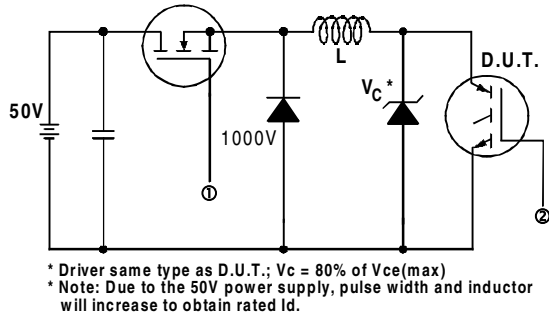 L
D.U.T.
VC *
50V
1000V
①
②
* Driver same type as D.U.T.; Vc = 80% of Vce(max)
* Note: Due to the 50V power supply, pulse width and inductor
will increase to obtain rated Id.